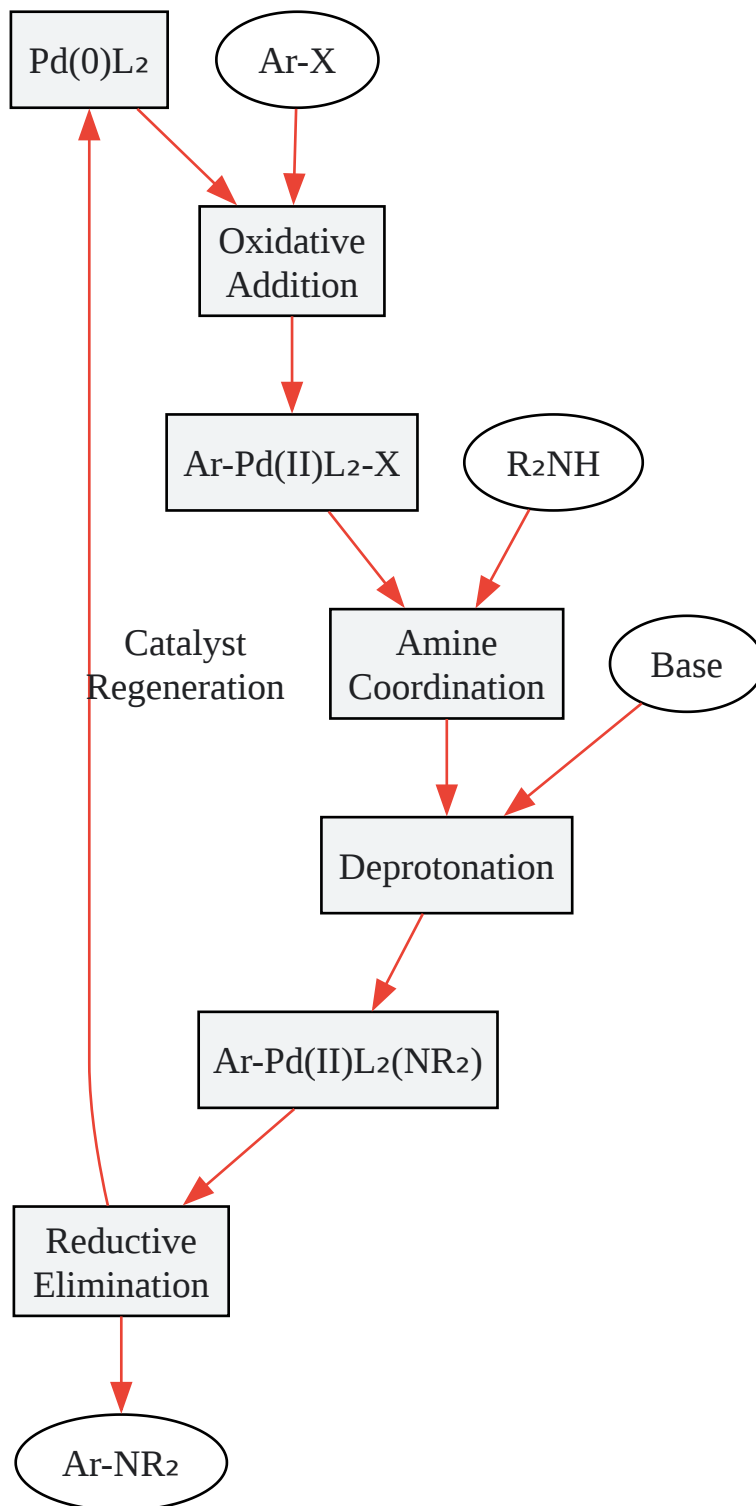 Pd(0)L₂
Ar-X
Oxidative
Addition
Ar-Pd(II)L₂-X
R₂NH
Catalyst
Regeneration
Amine
Coordination
Base
Deprotonation
Ar-Pd(II)L₂(NR₂)
Reductive
Elimination
Ar-NR₂